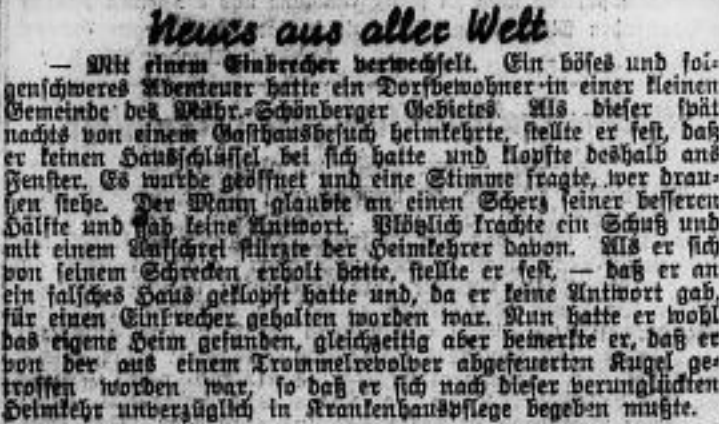 Neues aus aller Welt
— Mit einem Einbrecher verwechselt. Ein böses und fol-
genschweres Abenteuer hatte ein Dorfbewohner in einer kleinen
Gemeinde des Mähr.-Schönberger Gebietes. Als dieser spät
nachts von einem Gasthausbesuch heimkehrte, stellte er fest, daß
er keinen Hausschlüssel bei sich hatte und klopfte deshalb ans
Fenster. Es wurde geöffnet und eine Stimme fragte, wer drau-
ßen stehe. Der Mann glaubte an einen Scherz seiner besseren
Hälfte und gab keine Antwort. Plötzlich krachte ein Schuß und
mit einem Aufschrei stürzte der Heimkehrer davon. Als er sich
von seinem Schrecken erholt hatte, stellte er fest, — daß er an
ein falsches Haus geklopft hatte und, da er keine Antwort gab,
für einen Einbrecher gehalten worden war. Nun hatte er wohl
das eigene Heim gefunden, gleichzeitig aber bemerkte er, daß er
von der aus einem Trommelrevolver abgefeuerten Kugel ge-
troffen worden war, so daß er sich nach dieser verunglückten
Heimkehr unverzüglich in Krankenhauspflege begeben mußte.